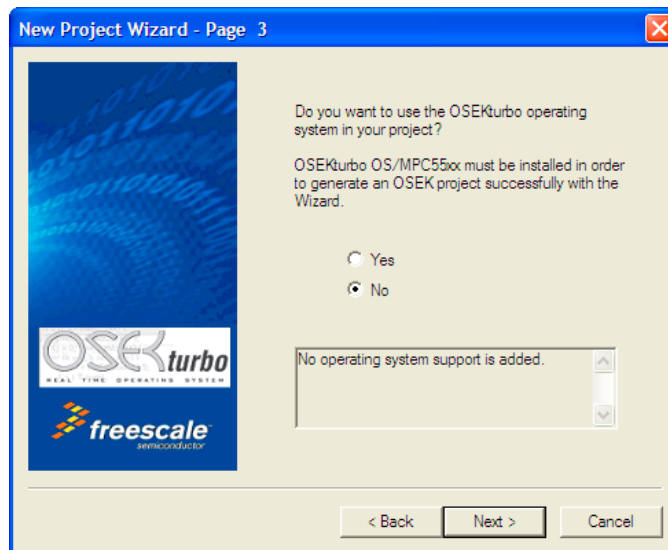 New Project Wizard - Page 3
Do you want to use the OSEKturbo operating
system in your project?
OSEKturbo OS/MPC55xx must be installed in order
to generate an OSEK project successfully with the
Wizard.
Yes
No
OSEK turbo
REAL TIME OPERATING SYSTEM
freescale
semiconductor
No operating system support is added.
< Back
Next >
Cancel